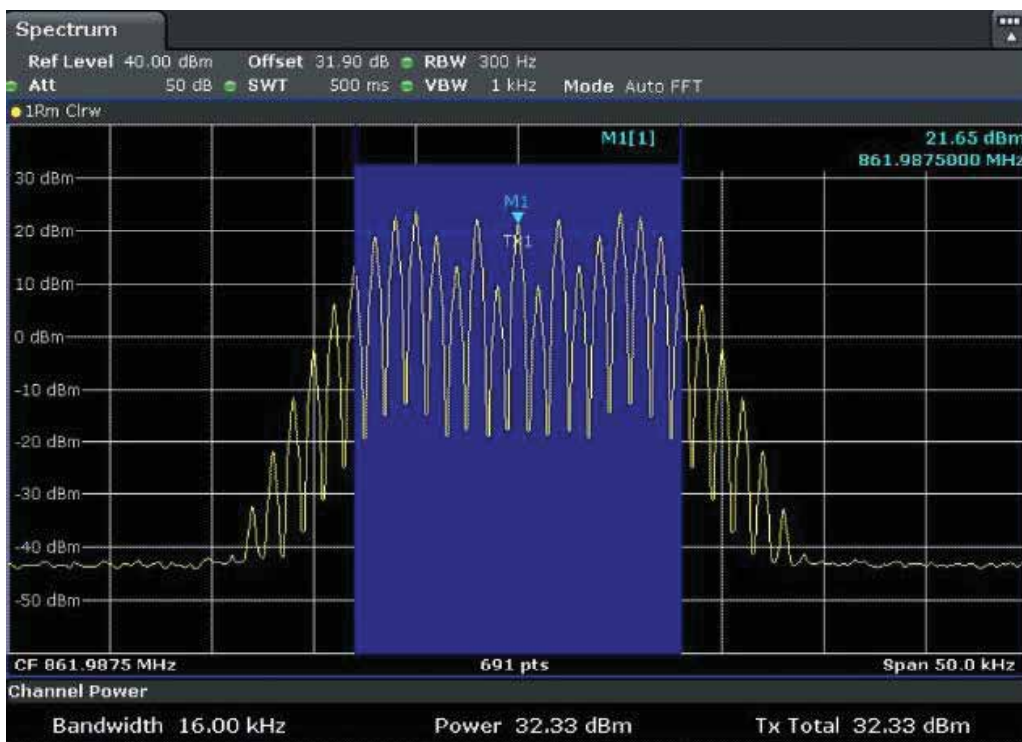 Spectrum
Ref Level 40.00 dBm Offset 31.90 dB RBW 300 Hz
Att 50 dB SWT 500 ms VBW 1 kHz Mode Auto FFT
1Rm Clrw
M1[1] 21.65 dBm
861.9875000 MHz
30 dBm
M1
20 dBm
TX1
10 dBm
0 dBm
-10 dBm
-20 dBm
-30 dBm
-40 dBm
-50 dBm
CF 861.9875 MHz 691 pts Span 50.0 kHz
Channel Power
Bandwidth 16.00 kHz Power 32.33 dBm Tx Total 32.33 dBm